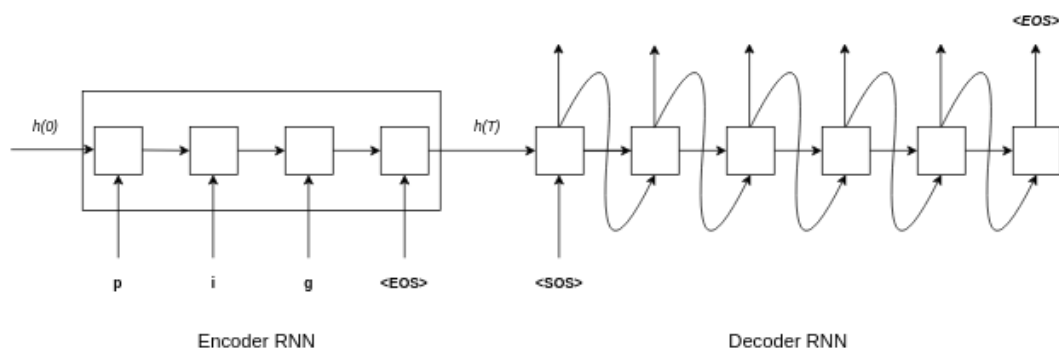 <EOS>
h(0)
h(T)
p i g <EOS> <SOS>
Encoder RNN Decoder RNN